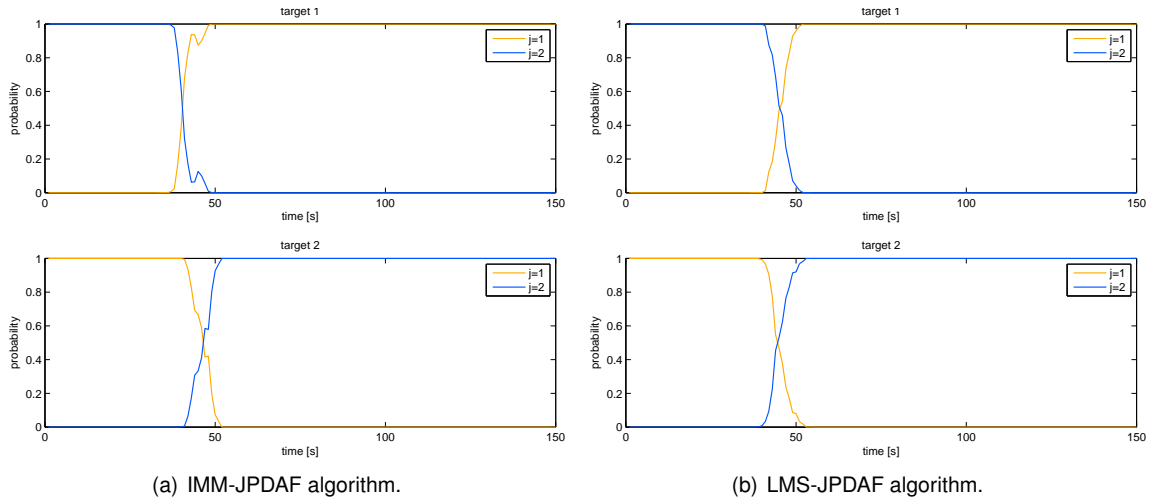 target 1
1
0.8
0.6
0.4
0.2
0
probability
j=1
j=2
0
50
100
150
time [s]
target 2
1
0.8
0.6
0.4
0.2
0
probability
j=1
j=2
0
50
100
150
time [s]
(a) IMM-JPDAF algorithm.
target 1
1
0.8
0.6
0.4
0.2
0
probability
j=1
j=2
0
50
100
150
time [s]
target 2
1
0.8
0.6
0.4
0.2
0
probability
j=1
j=2
0
50
100
150
time [s]
(b) LMS-JPDAF algorithm.